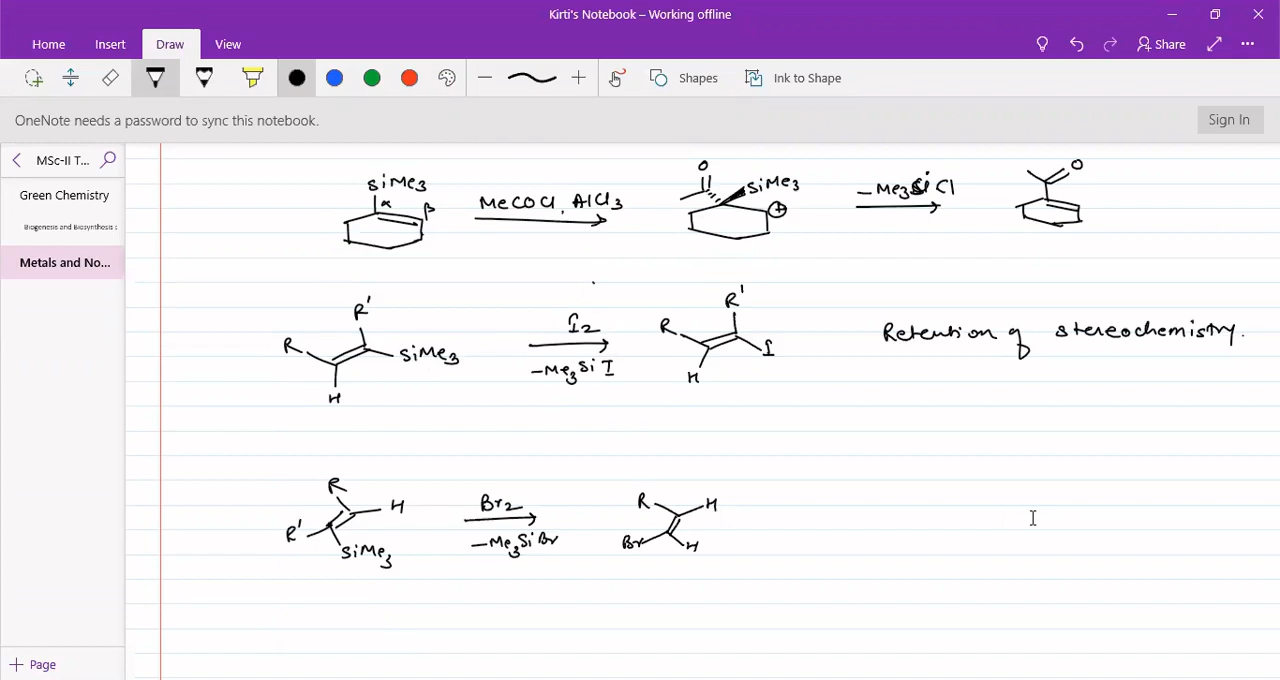 Kirti's Notebook – Working offline
Home Insert Draw View
Share
Shapes
Ink to Shape
OneNote needs a password to sync this notebook.
Sign In
MSc-II T...
Green Chemistry
Biogenesis and Biosynthesis :
Metals and No...
Page
SiMe3
α
β
MeCOCl, AlCl3
O
SiMe3
+
–Me3SiCl
O
R'
R
SiMe3
H
I2
–Me3SiI
R'
R
I
H
Retention of stereochemistry.
R
H
R'
SiMe3
Br2
–Me3SiBr
R
H
Br
H